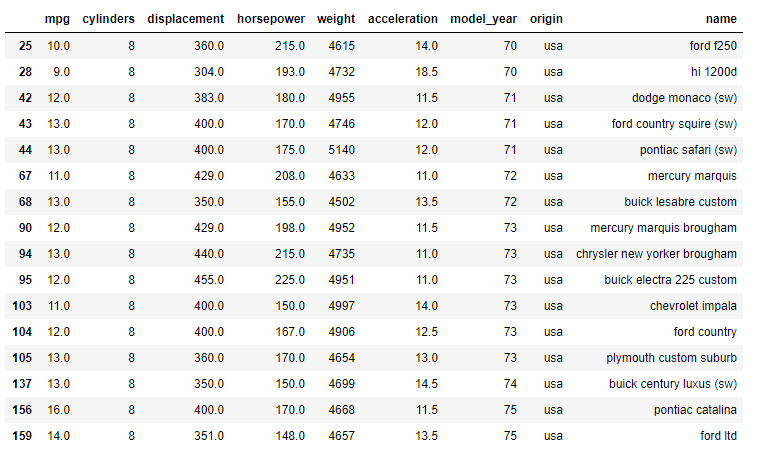 mpg cylinders displacement horsepower weight acceleration model_year origin name
25 10.0 8 360.0 215.0 4615 14.0 70 usa ford f250
28 9.0 8 304.0 193.0 4732 18.5 70 usa hi 1200d
42 12.0 8 383.0 180.0 4955 11.5 71 usa dodge monaco (sw)
43 13.0 8 400.0 170.0 4746 12.0 71 usa ford country squire (sw)
44 13.0 8 400.0 175.0 5140 12.0 71 usa pontiac safari (sw)
67 11.0 8 429.0 208.0 4633 11.0 72 usa mercury marquis
68 13.0 8 350.0 155.0 4502 13.5 72 usa buick lesabre custom
90 12.0 8 429.0 198.0 4952 11.5 73 usa mercury marquis brougham
94 13.0 8 440.0 215.0 4735 11.0 73 usa chrysler new yorker brougham
95 12.0 8 455.0 225.0 4951 11.0 73 usa buick electra 225 custom
103 11.0 8 400.0 150.0 4997 14.0 73 usa chevrolet impala
104 12.0 8 400.0 167.0 4906 12.5 73 usa ford country
105 13.0 8 360.0 170.0 4654 13.0 73 usa plymouth custom suburb
137 13.0 8 350.0 150.0 4699 14.5 74 usa buick century luxus (sw)
156 16.0 8 400.0 170.0 4668 11.5 75 usa pontiac catalina
159 14.0 8 351.0 148.0 4657 13.5 75 usa ford ltd